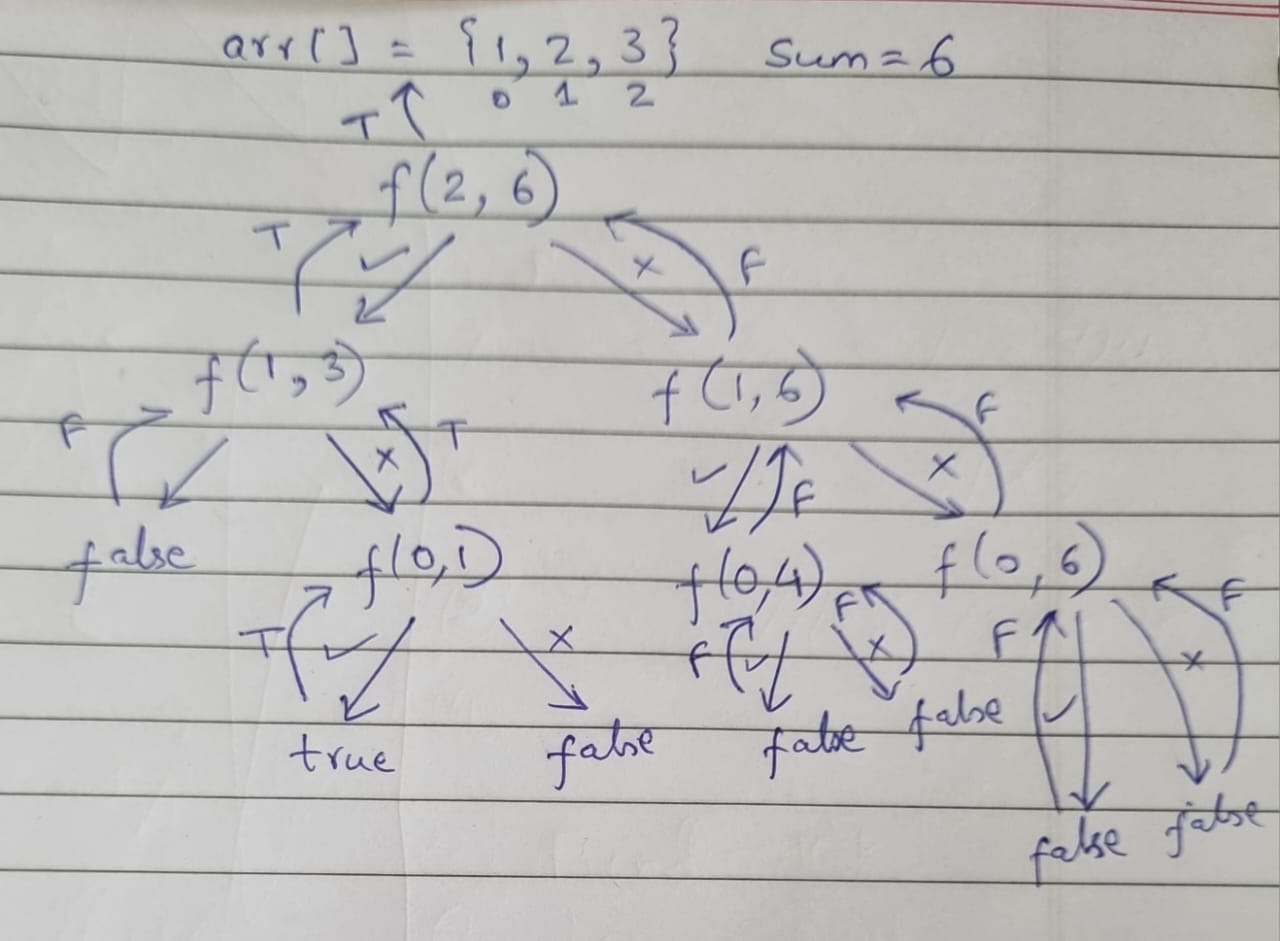 arr[] = {1, 2, 3} Sum = 6
0 1 2
T
f(2, 6)
T ✓ x F
f(1, 3) f(1, 6)
F x T ✓ F x F
false f(0, 1) f(0, 4) f(0, 6)
T ✓ x F ✓ F x F ✓ x F
true false false false false false